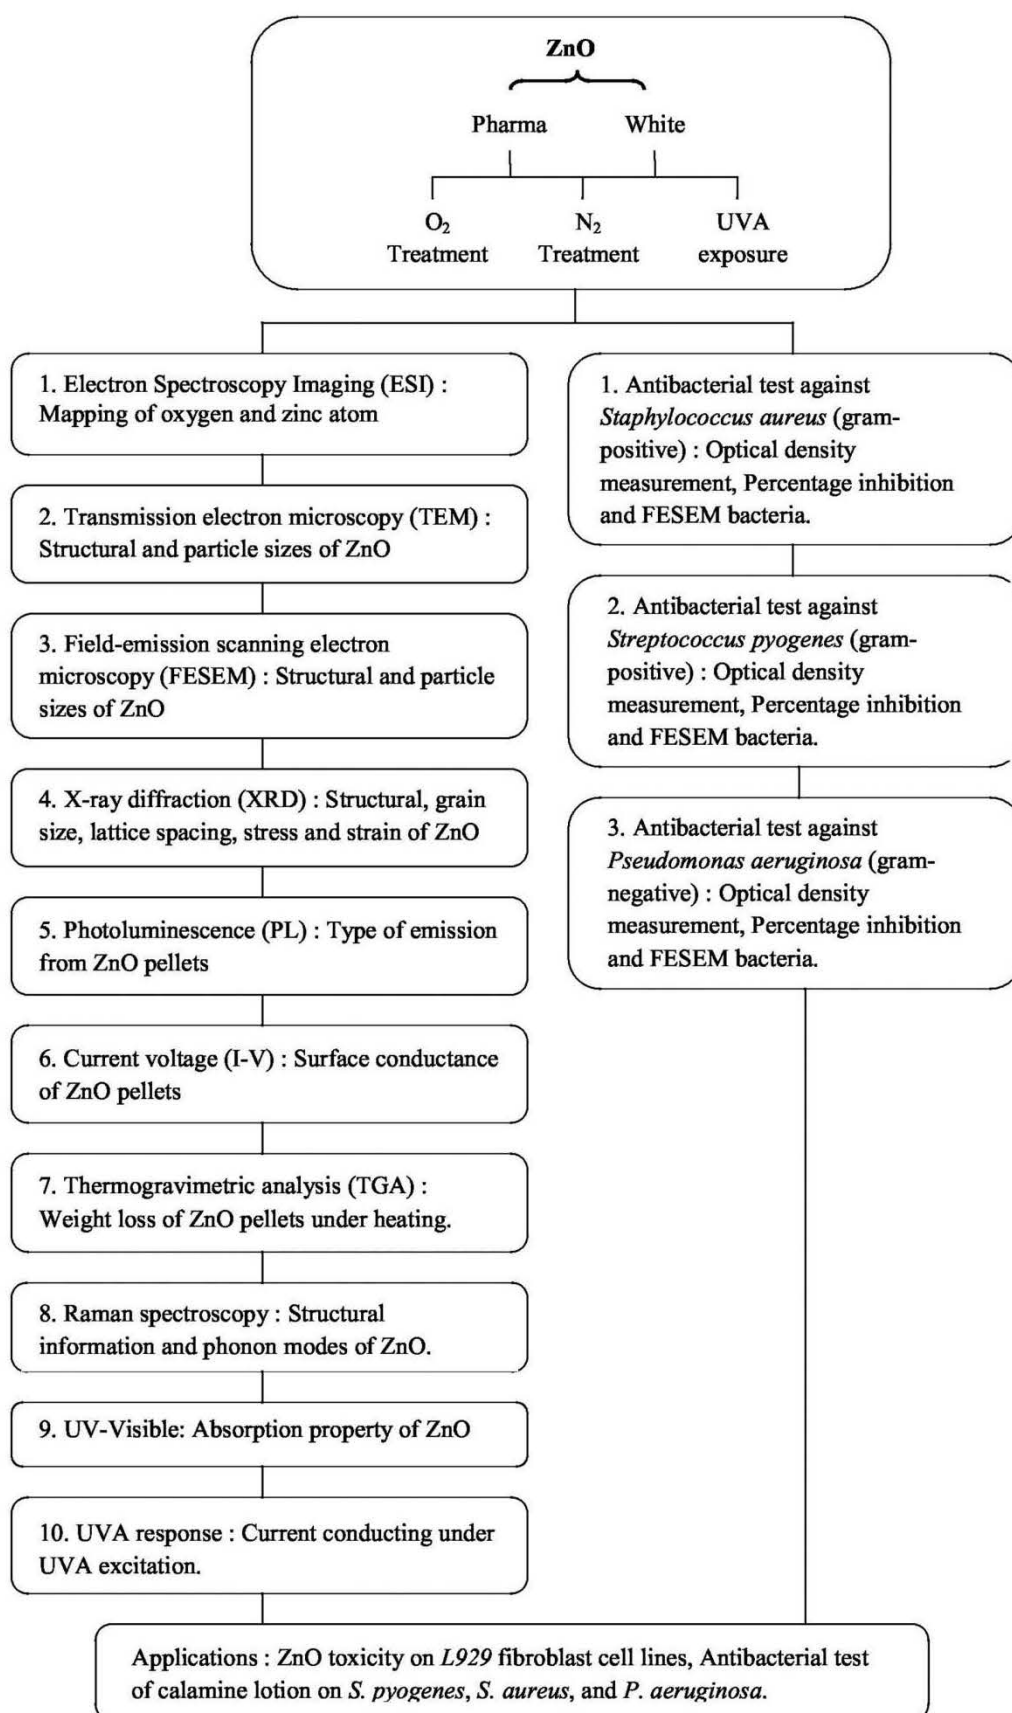 ZnO
Pharma White
O₂ N₂ UVA
Treatment Treatment exposure
1. Electron Spectroscopy Imaging (ESI) :
Mapping of oxygen and zinc atom
2. Transmission electron microscopy (TEM) :
Structural and particle sizes of ZnO
3. Field-emission scanning electron
microscopy (FESEM) : Structural and particle
sizes of ZnO
4. X-ray diffraction (XRD) : Structural, grain
size, lattice spacing, stress and strain of ZnO
5. Photoluminescence (PL) : Type of emission
from ZnO pellets
6. Current voltage (I-V) : Surface conductance
of ZnO pellets
7. Thermogravimetric analysis (TGA) :
Weight loss of ZnO pellets under heating.
8. Raman spectroscopy : Structural
information and phonon modes of ZnO.
9. UV-Visible: Absorption property of ZnO
10. UVA response : Current conducting under
UVA excitation.
1. Antibacterial test against
Staphylococcus aureus (gram-
positive) : Optical density
measurement, Percentage inhibition
and FESEM bacteria.
2. Antibacterial test against
Streptococcus pyogenes (gram-
positive) : Optical density
measurement, Percentage inhibition
and FESEM bacteria.
3. Antibacterial test against
Pseudomonas aeruginosa (gram-
negative) : Optical density
measurement, Percentage inhibition
and FESEM bacteria.
Applications : ZnO toxicity on L929 fibroblast cell lines, Antibacterial test
of calamine lotion on S. pyogenes, S. aureus, and P. aeruginosa.